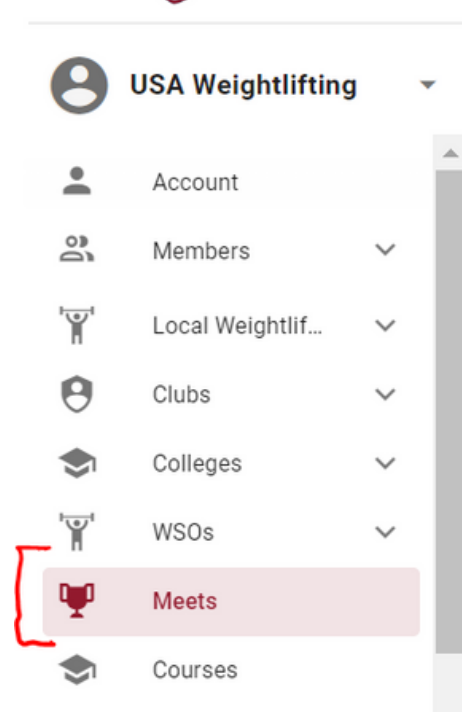 USA Weightlifting
Account
Members
Local Weightlif...
Clubs
Colleges
WSOs
Meets
Courses